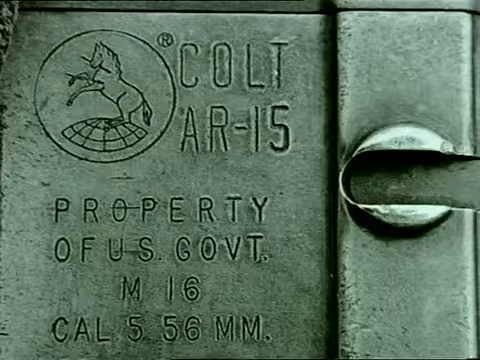 COLT ®
AR-15
PROPERTY
OF U.S. GOVT.
M 16
CAL. 5.56 MM.